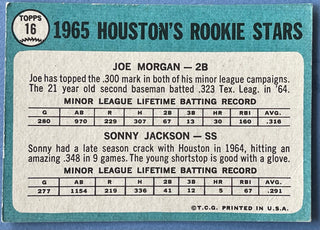 TOPPS
16
1965 HOUSTON'S ROOKIE STARS
JOE MORGAN — 2B
Joe has topped the .300 mark in both of his minor league campaigns.
The 21 year old second baseman batted .323 Tex. Leag. in '64.
MINOR LEAGUE LIFETIME BATTING RECORD
G AB R H 2B 3B HR RBI AVG.
280 970 229 307 67 13 30 160 .316
SONNY JACKSON — SS
Sonny had a late season crash with Houston in 1964, hitting an
amazing .348 in 9 games. The young shortstop is good with a glove.
MINOR LEAGUE LIFETIME BATTING RECORD
G AB R H 2B 3B HR RBI AVG.
277 1154 219 336 41 12 5 67 .291
©T.C.G. PRINTED IN U.S.A.